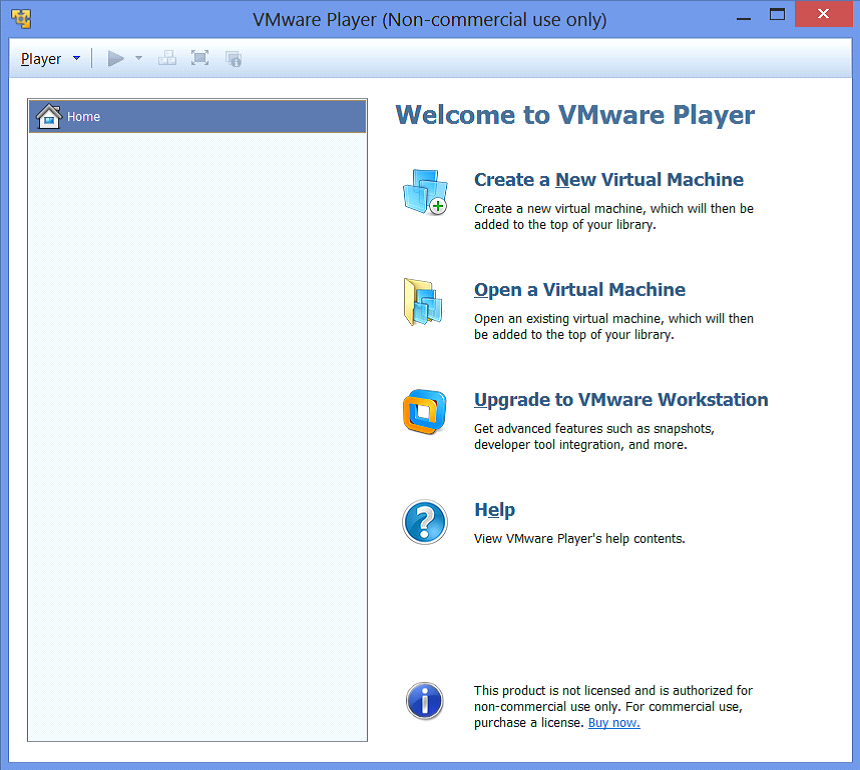 VMware Player (Non-commercial use only)
Player
Home
Welcome to VMware Player
Create a New Virtual Machine
Create a new virtual machine, which will then be
added to the top of your library.
Open a Virtual Machine
Open an existing virtual machine, which will then
be added to the top of your library.
Upgrade to VMware Workstation
Get advanced features such as snapshots,
developer tool integration, and more.
Help
View VMware Player's help contents.
This product is not licensed and is authorized for
non-commercial use only. For commercial use,
purchase a license. Buy now.